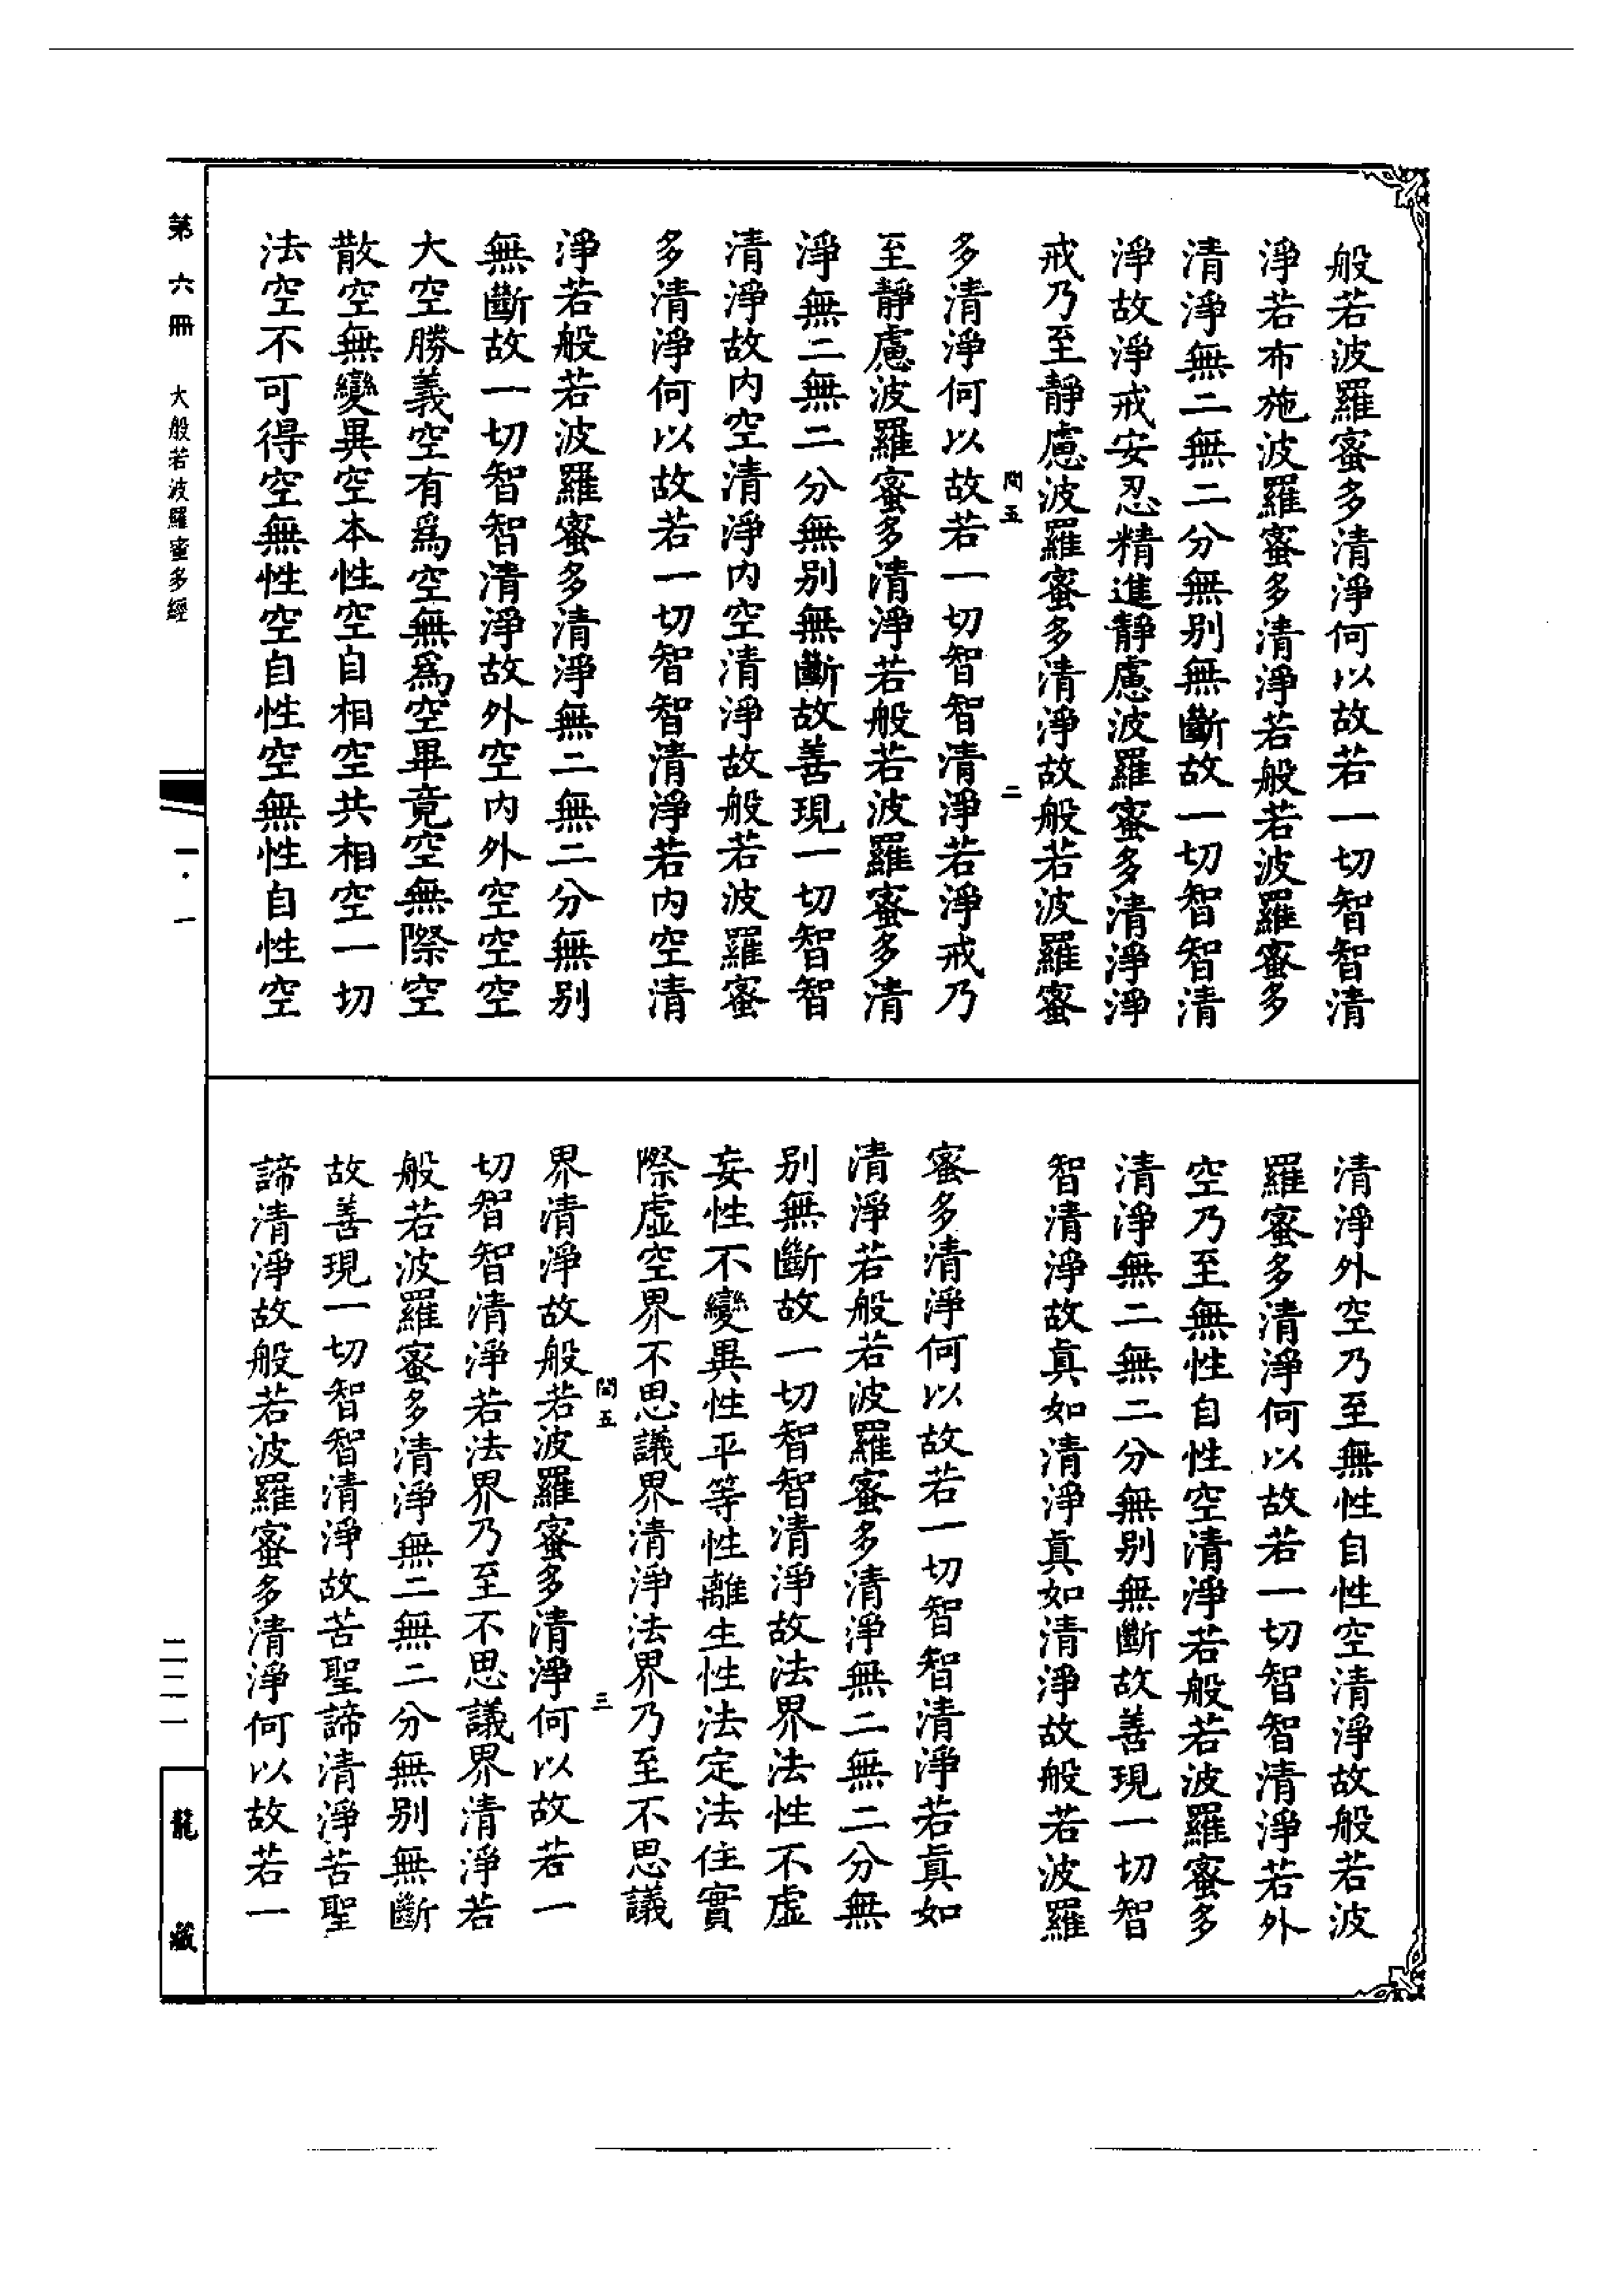 般若波羅蜜多清淨何以故若一切智智清
淨若布施波羅蜜多清淨若般若波羅蜜多
清淨無二無二分無别無斷故一切智智清
淨故淨戒安忍精進靜慮波羅蜜多清淨淨
戒乃至靜慮波羅蜜多清淨故般若波羅蜜
閏五 二
多清淨何以故若一切智智清淨若淨戒乃
至靜慮波羅蜜多清淨若般若波羅蜜多清
淨無二無二分無别無斷故善現一切智智
清淨故内空清淨内空清淨故般若波羅蜜
多清淨何以故若一切智智清淨若内空清
淨若般若波羅蜜多清淨無二無二分無别
無斷故一切智智清淨故外空内外空空空
大空勝義空有爲空無爲空畢竟空無際空
散空無變異空本性空自相空共相空一切
法空不可得空無性空自性空無性自性空
清淨外空乃至無性自性空清淨故般若波
羅蜜多清淨何以故若一切智智清淨若外
空乃至無性自性空清淨若般若波羅蜜多
清淨無二無二分無别無斷故善現一切智
智清淨故真如清淨真如清淨故般若波羅
蜜多清淨何以故若一切智智清淨若真如
清淨若般若波羅蜜多清淨無二無二分無
别無斷故一切智智清淨故法界法性不虛
妄性不變異性平等性離生性法定法住實
際虛空界不思議界清淨法界乃至不思議
閏五 三
界清淨故般若波羅蜜多清淨何以故若一
切智智清淨若法界乃至不思議界清淨若
般若波羅蜜多清淨無二無二分無别無斷
故善現一切智智清淨故苦聖諦清淨苦聖
諦清淨故般若波羅蜜多清淨何以故若一
第六冊 大般若波羅蜜多經
一·一
二二一
龍藏